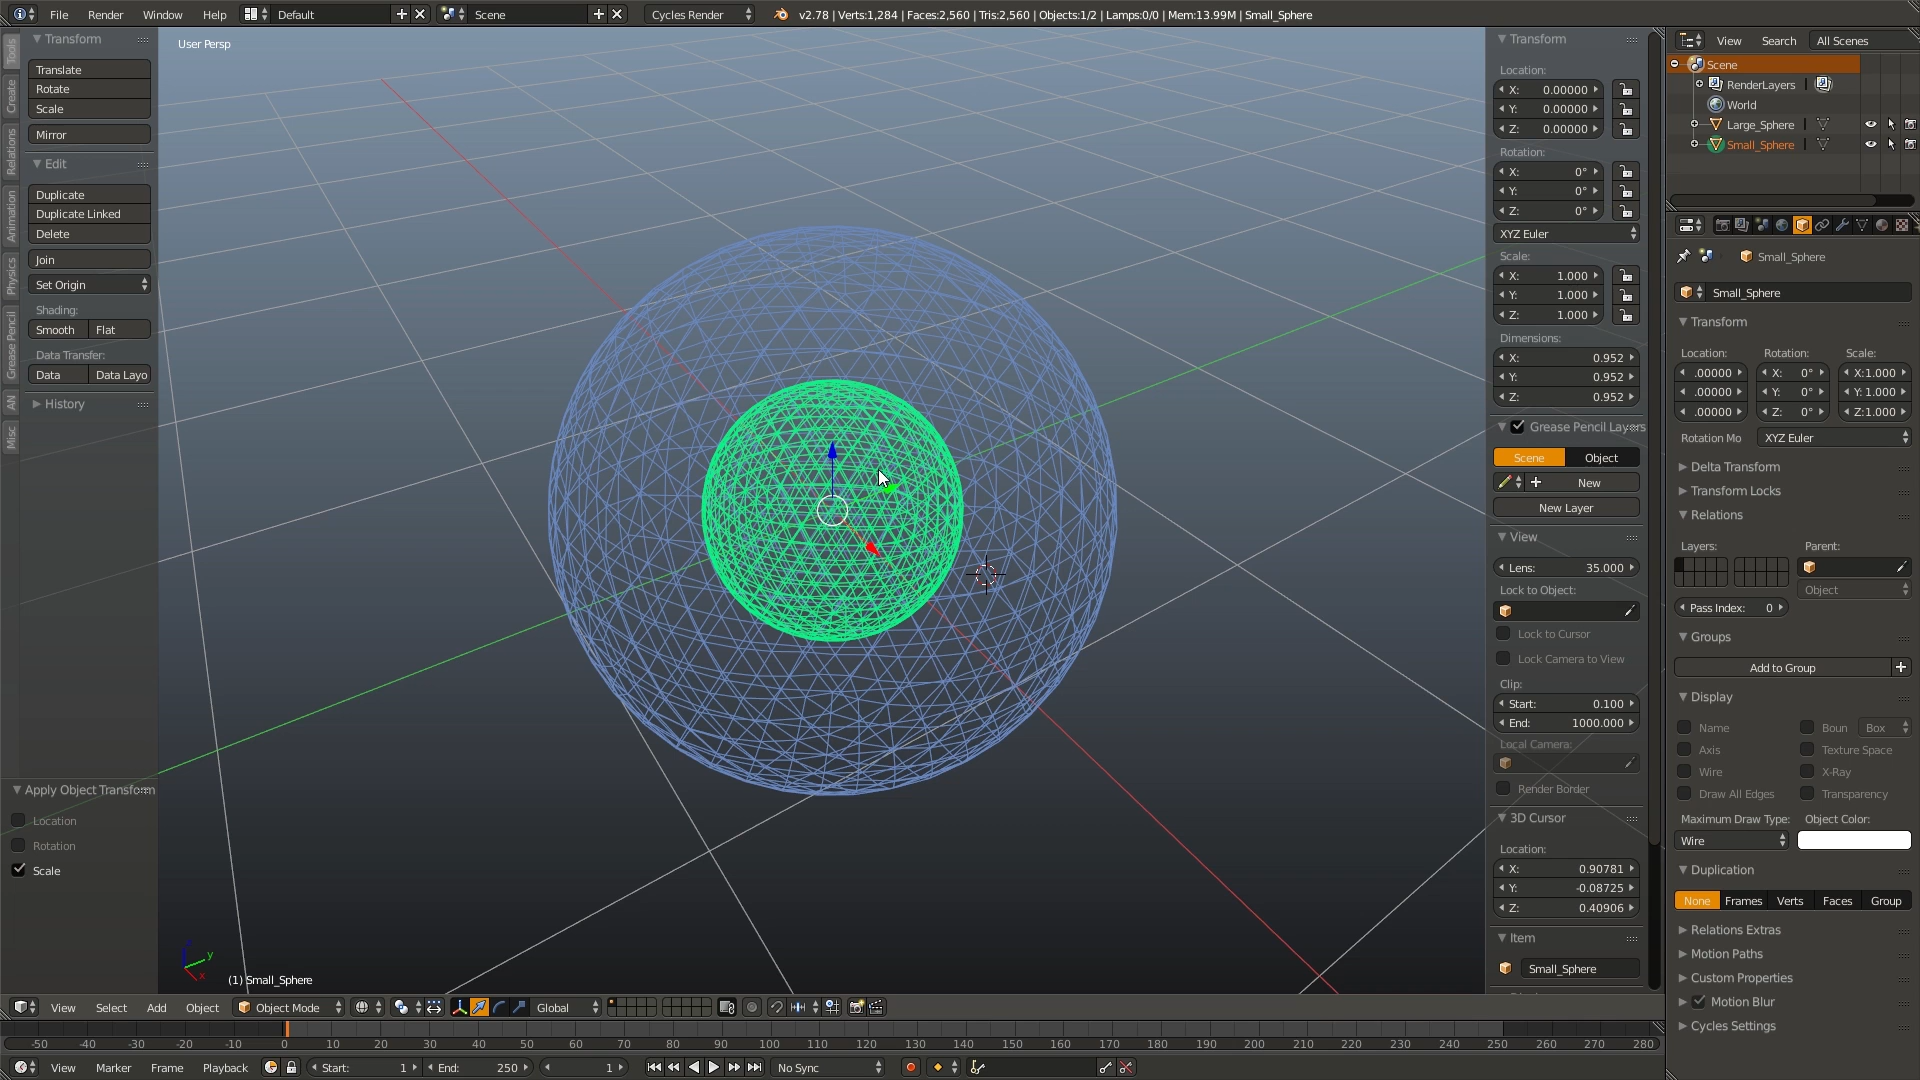 File Render Window Help Default Scene Cycles Render v2.78 | Verts:1,284 | Faces:2,560 | Tris:2,560 | Objects:1/2 | Lamps:0/0 | Mem:13.99M | Small_Sphere
Tools
Create
Relations
Animation
Physics
Grease Pencil
AN
Misc
Transform
Translate
Rotate
Scale
Mirror
Edit
Duplicate
Duplicate Linked
Delete
Join
Set Origin
Shading:
Smooth Flat
Data Transfer:
Data Data Layo
History
Apply Object Transform
Location
Rotation
Scale
User Persp
y
x
(1) Small_Sphere
Transform
Location:
X: 0.00000
Y: 0.00000
Z: 0.00000
Rotation:
X: 0°
Y: 0°
Z: 0°
XYZ Euler
Scale:
X: 1.000
Y: 1.000
Z: 1.000
Dimensions:
X: 0.952
Y: 0.952
Z: 0.952
Grease Pencil Layers
Scene Object
New
New Layer
View
Lens: 35.000
Lock to Object:
Lock to Cursor
Lock Camera to View
Clip:
Start: 0.100
End: 1000.000
Local Camera:
Render Border
3D Cursor
Location:
X: 0.90781
Y: -0.08725
Z: 0.40906
Item
Small_Sphere
View Search All Scenes
Scene
RenderLayers
World
Large_Sphere
Small_Sphere
Small_Sphere
Small_Sphere
Transform
Location: Rotation: Scale:
.00000 X: 0° X:1.000
.00000 Y: 0° Y: 1.000
.00000 Z: 0° Z:1.000
Rotation Mo XYZ Euler
Delta Transform
Transform Locks
Relations
Layers: Parent:
Object
Pass Index: 0
Groups
Add to Group
Display
Name Boun Box
Axis Texture Space
Wire X-Ray
Draw All Edges Transparency
Maximum Draw Type: Object Color:
Wire
Duplication
None Frames Verts Faces Group
Relations Extras
Motion Paths
Custom Properties
Motion Blur
Cycles Settings
View Select Add Object Object Mode Global
-50 -40 -30 -20 -10 0 10 20 30 40 50 60 70 80 90 100 110 120 130 140 150 160 170 180 190 200 210 220 230 240 250 260 270 280
View Marker Frame Playback Start: 1 End: 250 1 No Sync